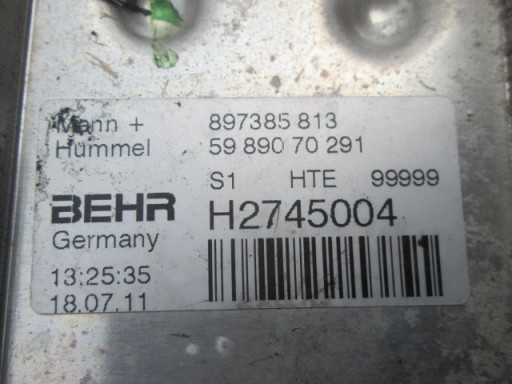 Mann + 897385 813
Hummel 59 890 70 291
S1 HTE 99999
BEHR H2745004
Germany
13:25:35
18.07.11